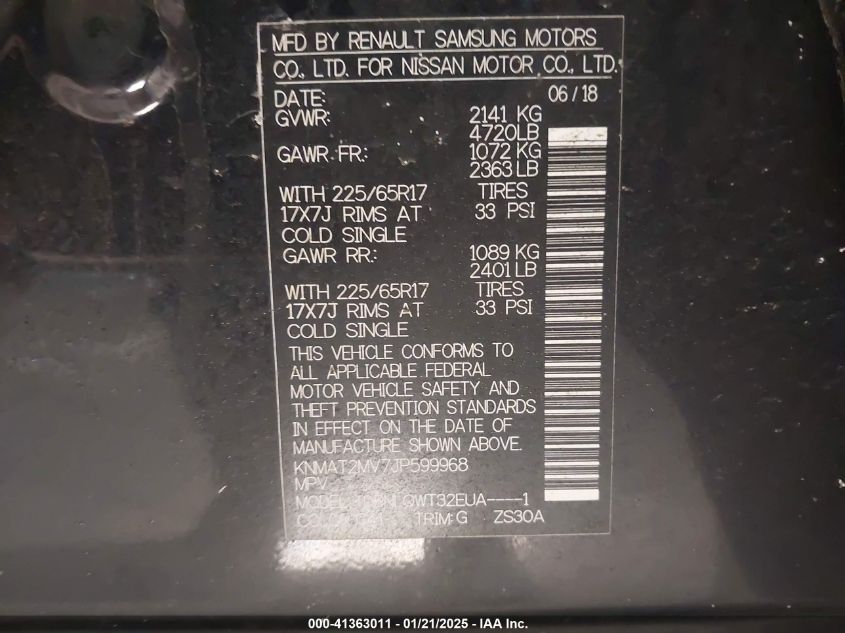 MFD BY RENAULT SAMSUNG MOTORS
CO., LTD. FOR NISSAN MOTOR CO., LTD.
DATE: 06 / 18
GVWR: 2141 KG
4720LB
GAWR FR.: 1072 KG
2363 LB
WITH 225/65R17 TIRES
17X7J RIMS AT 33 PSI
COLD SINGLE
GAWR RR.: 1089 KG
2401 LB
WITH 225/65R17 TIRES
17X7J RIMS AT 33 PSI
COLD SINGLE
THIS VEHICLE CONFORMS TO
ALL APPLICABLE FEDERAL
MOTOR VEHICLE SAFETY AND
THEFT PREVENTION STANDARDS
IN EFFECT ON THE DATE OF
MANUFACTURE SHOWN ABOVE.
KNMAT2MV7JP599968
MPV
MODEL QWT32EUA----1
TRIM: G ZS30A
000-41363011 - 01/21/2025 - IAA Inc.